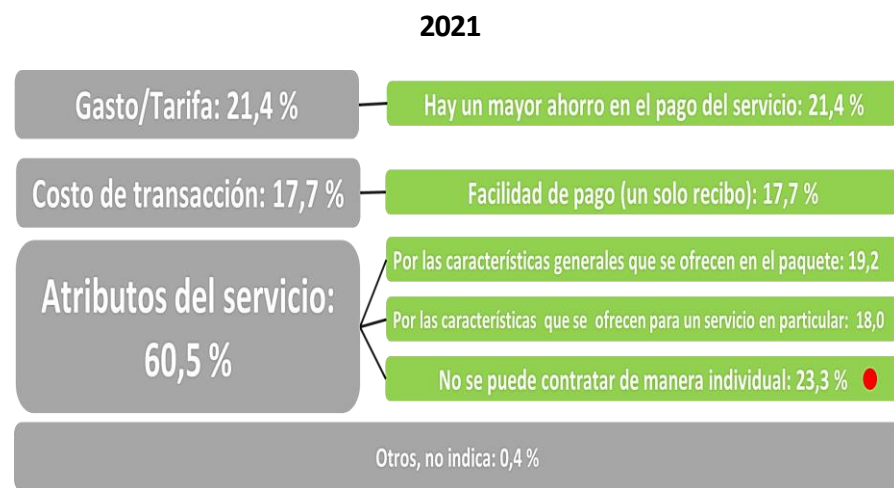 2021
Gasto/Tarifa: 21,4 %
Hay un mayor ahorro en el pago del servicio: 21,4 %
Costo de transacción: 17,7 %
Facilidad de pago (un solo recibo): 17,7 %
Atributos del servicio:
60,5 %
Por las características generales que se ofrecen en el paquete: 19,2
Por las características que se ofrecen para un servicio en particular: 18,0
No se puede contratar de manera individual: 23,3 %
Otros, no indica: 0,4 %